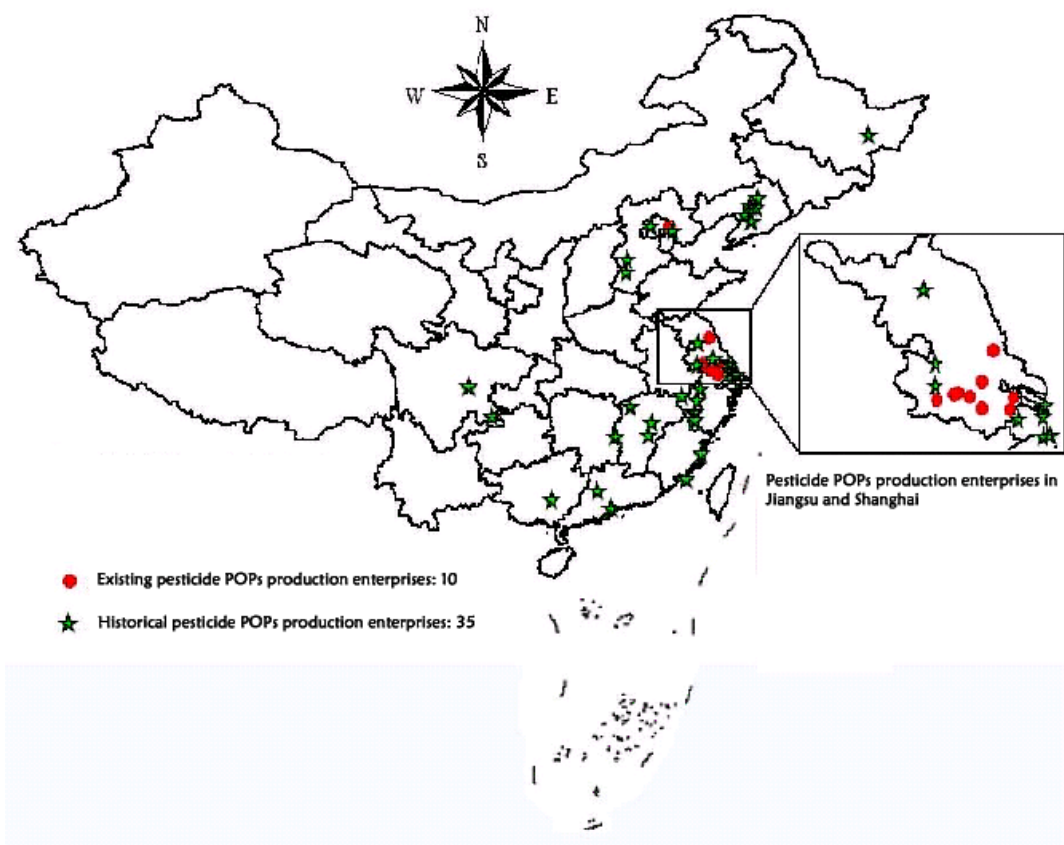 N
W
E
S
Pesticide POPs production enterprises in
Jiangsu and Shanghai
Existing pesticide POPs production enterprises: 10
Historical pesticide POPs production enterprises: 35